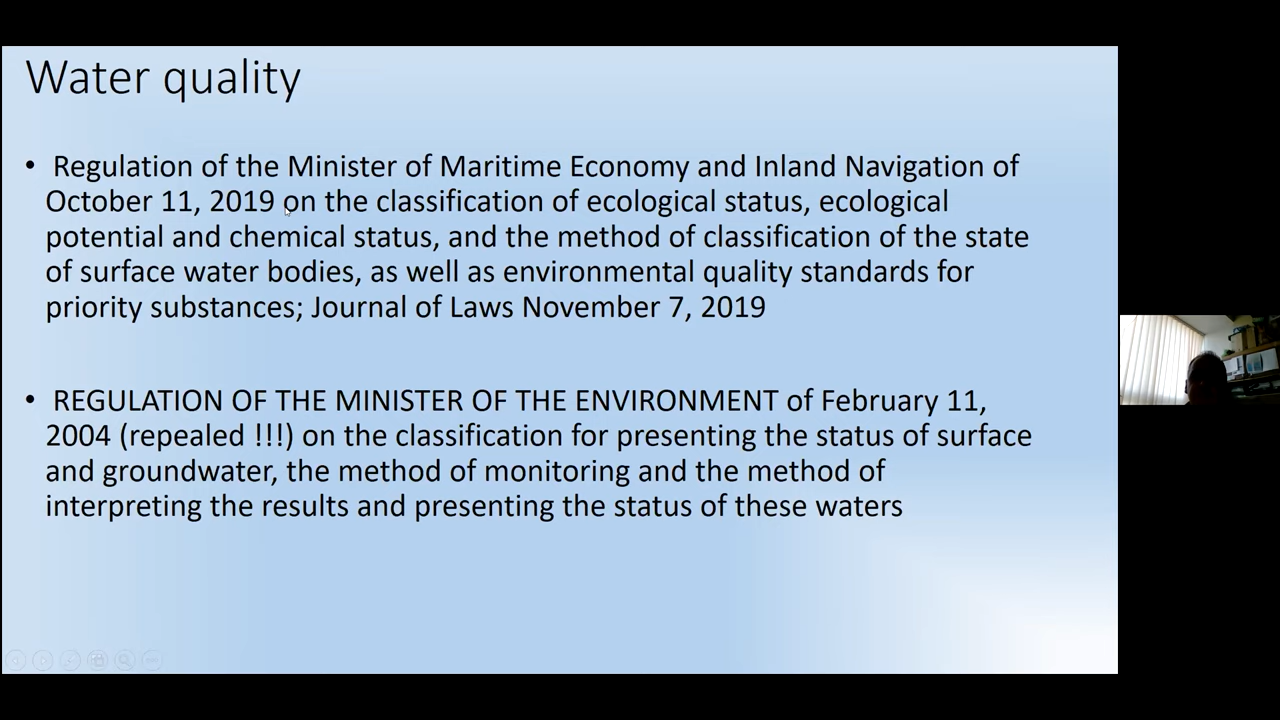 Water quality
• Regulation of the Minister of Maritime Economy and Inland Navigation of
October 11, 2019 on the classification of ecological status, ecological
potential and chemical status, and the method of classification of the state
of surface water bodies, as well as environmental quality standards for
priority substances; Journal of Laws November 7, 2019
• REGULATION OF THE MINISTER OF THE ENVIRONMENT of February 11,
2004 (repealed !!!) on the classification for presenting the status of surface
and groundwater, the method of monitoring and the method of
interpreting the results and presenting the status of these waters